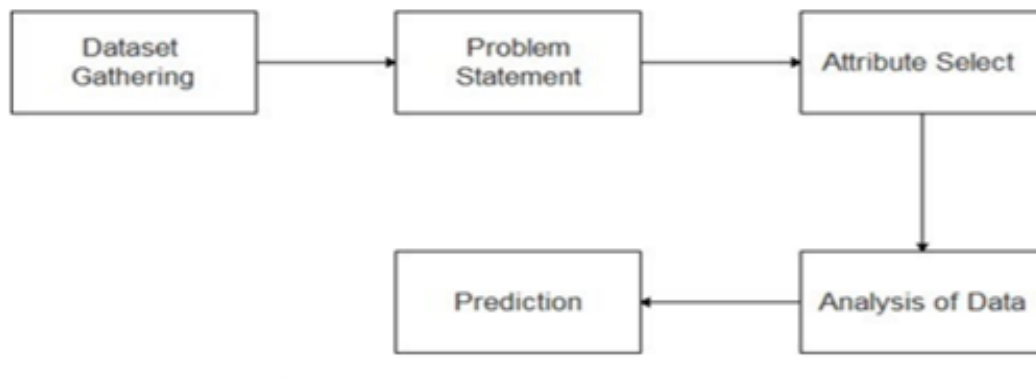 Dataset
Gathering
Problem
Statement
Attribute Select
Analysis of Data
Prediction